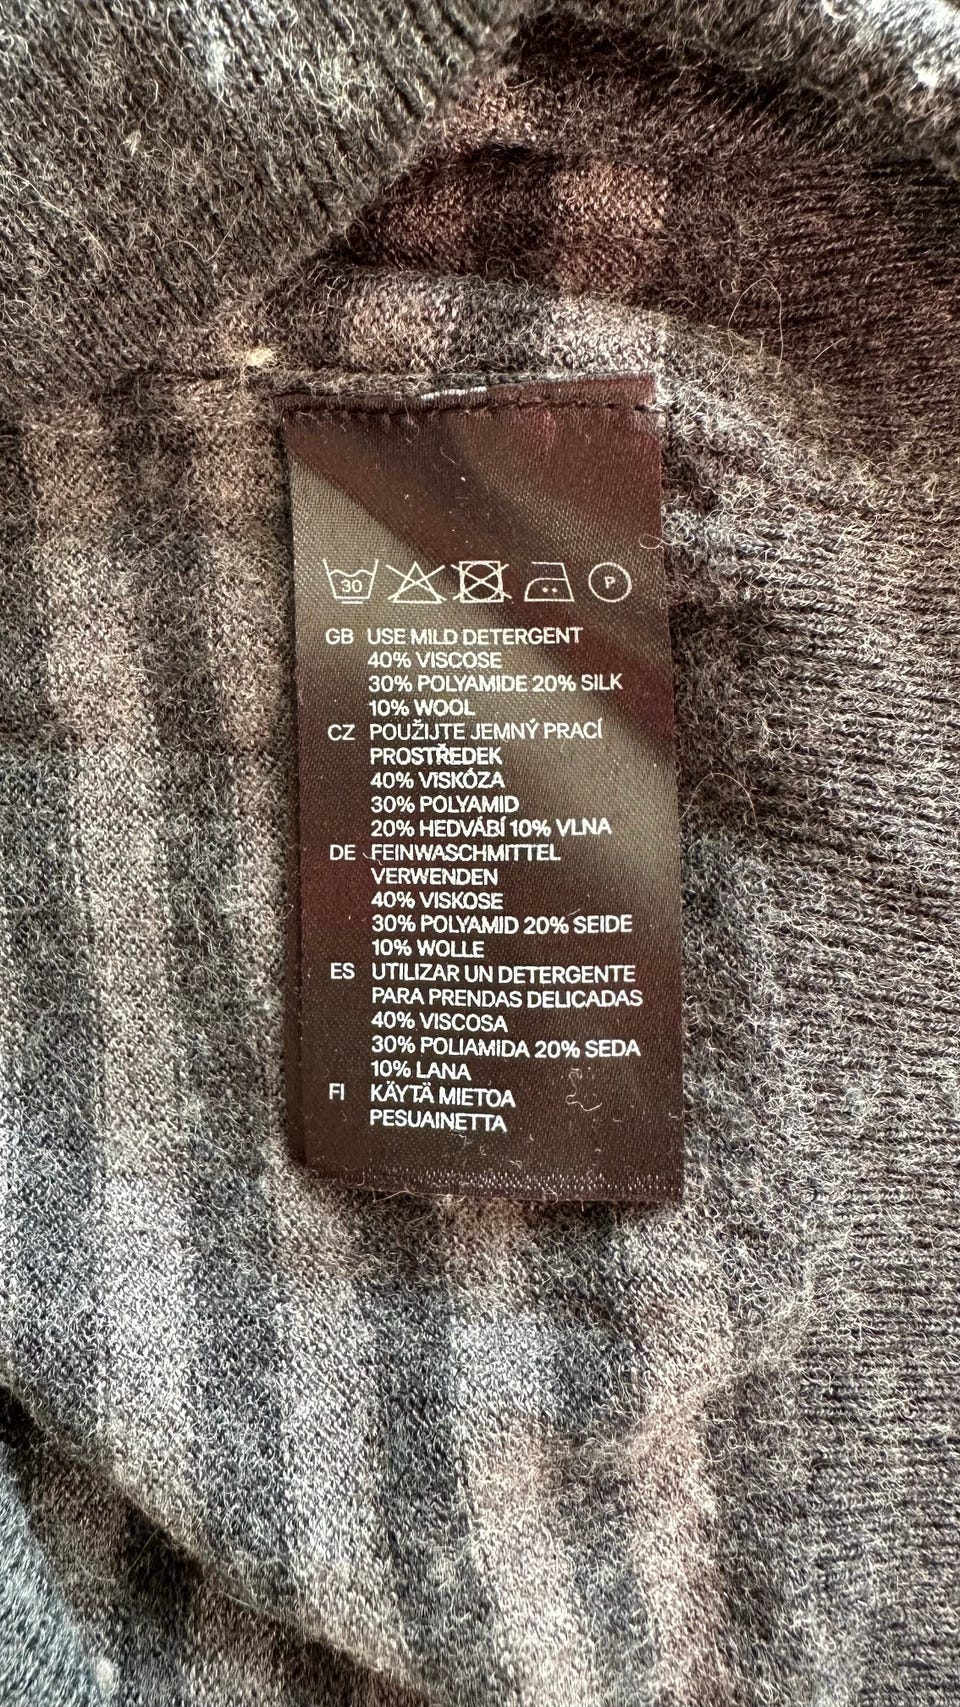 30 P
GB USE MILD DETERGENT
40% VISCOSE
30% POLYAMIDE 20% SILK
10% WOOL
CZ POUŽIJTE JEMNÝ PRACÍ
PROSTŘEDEK
40% VISKÓZA
30% POLYAMID
20% HEDVÁBÍ 10% VLNA
DE FEINWASCHMITTEL
VERWENDEN
40% VISKOSE
30% POLYAMID 20% SEIDE
10% WOLLE
ES UTILIZAR UN DETERGENTE
PARA PRENDAS DELICADAS
40% VISCOSA
30% POLIAMIDA 20% SEDA
10% LANA
FI KÄYTÄ MIETOA
PESUAINETTA